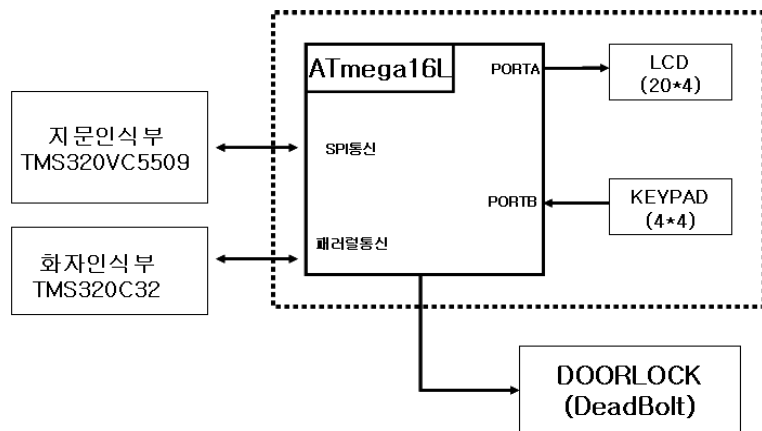 ATmega16L
PORTA
LCD
(20*4)
지문인식부
TMS320VC5509
SPI통신
PORTB
KEYPAD
(4*4)
화자인식부
TMS320C32
패러럴통신
DOORLOCK
(DeadBolt)